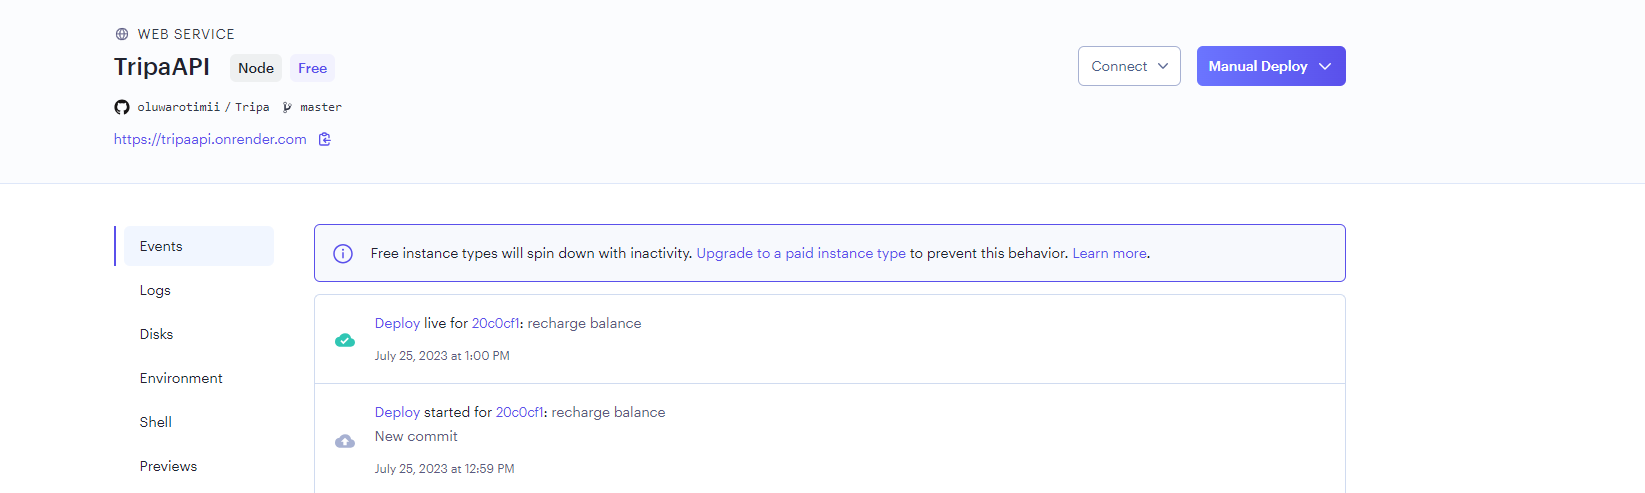 WEB SERVICE
TripaAPI Node Free
Connect Manual Deploy
oluwarotimii / Tripa master
https://tripaapi.onrender.com
Events
Logs
Disks
Environment
Shell
Previews
Free instance types will spin down with inactivity. Upgrade to a paid instance type to prevent this behavior. Learn more.
Deploy live for 20c0cf1: recharge balance
July 25, 2023 at 1:00 PM
Deploy started for 20c0cf1: recharge balance
New commit
July 25, 2023 at 12:59 PM